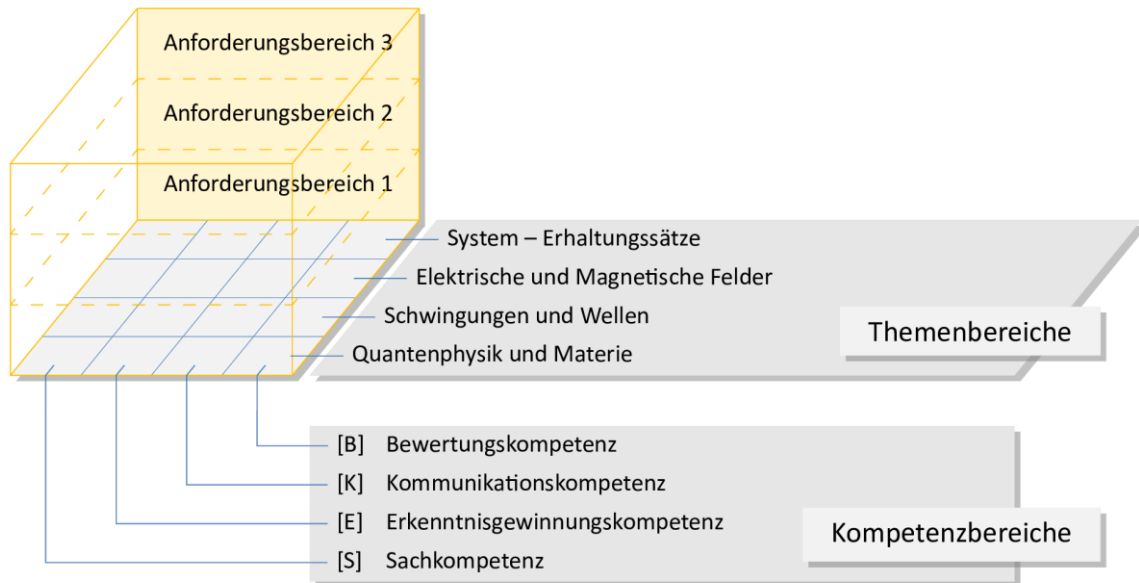 Anforderungsbereich 3
Anforderungsbereich 2
Anforderungsbereich 1
System – Erhaltungssätze
Elektrische und Magnetische Felder
Schwingungen und Wellen
Quantenphysik und Materie
Themenbereiche
[B] Bewertungskompetenz
[K] Kommunikationskompetenz
[E] Erkenntnisgewinnungskompetenz
[S] Sachkompetenz
Kompetenzbereiche